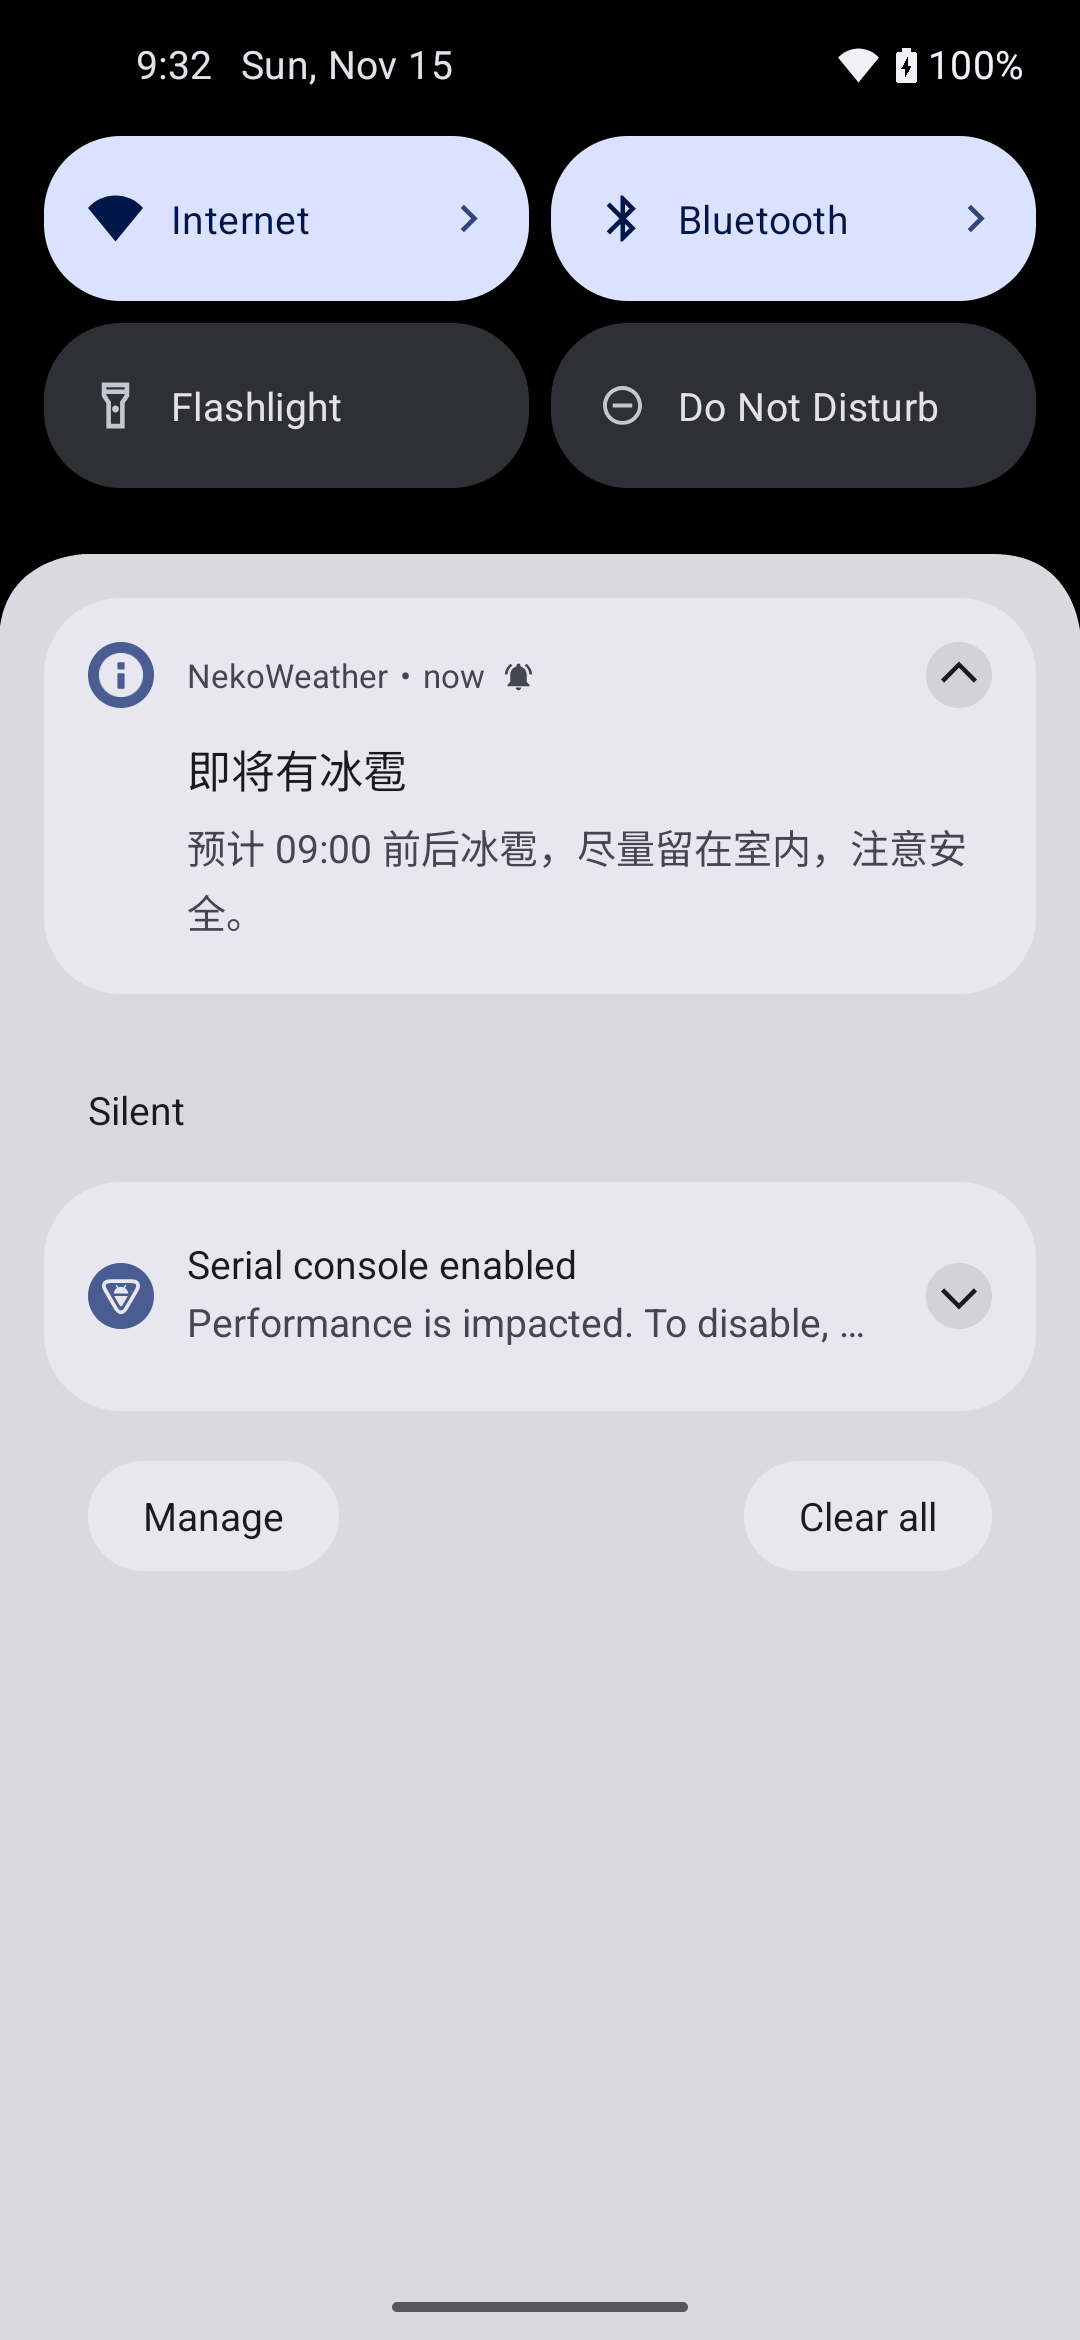 9:32 Sun, Nov 15 100%
Internet Bluetooth
Flashlight Do Not Disturb
NekoWeather • now
即将有冰雹
预计 09:00 前后冰雹，尽量留在室内，注意安
全。
Silent
Serial console enabled
Performance is impacted. To disable, …
Manage Clear all